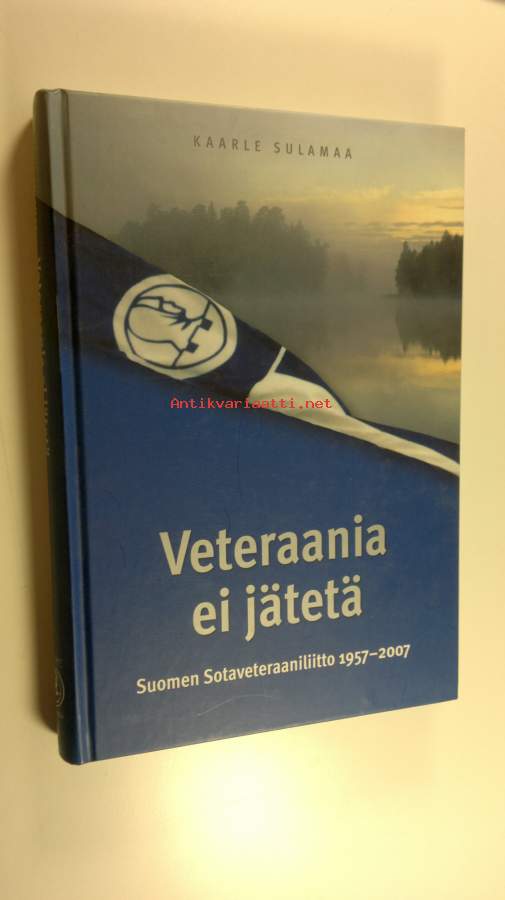 KAARLE SULAMAA
Antikvariaatti.net
Veteraania
ei jätetä
Suomen Sotaveteraaniliitto 1957–2007